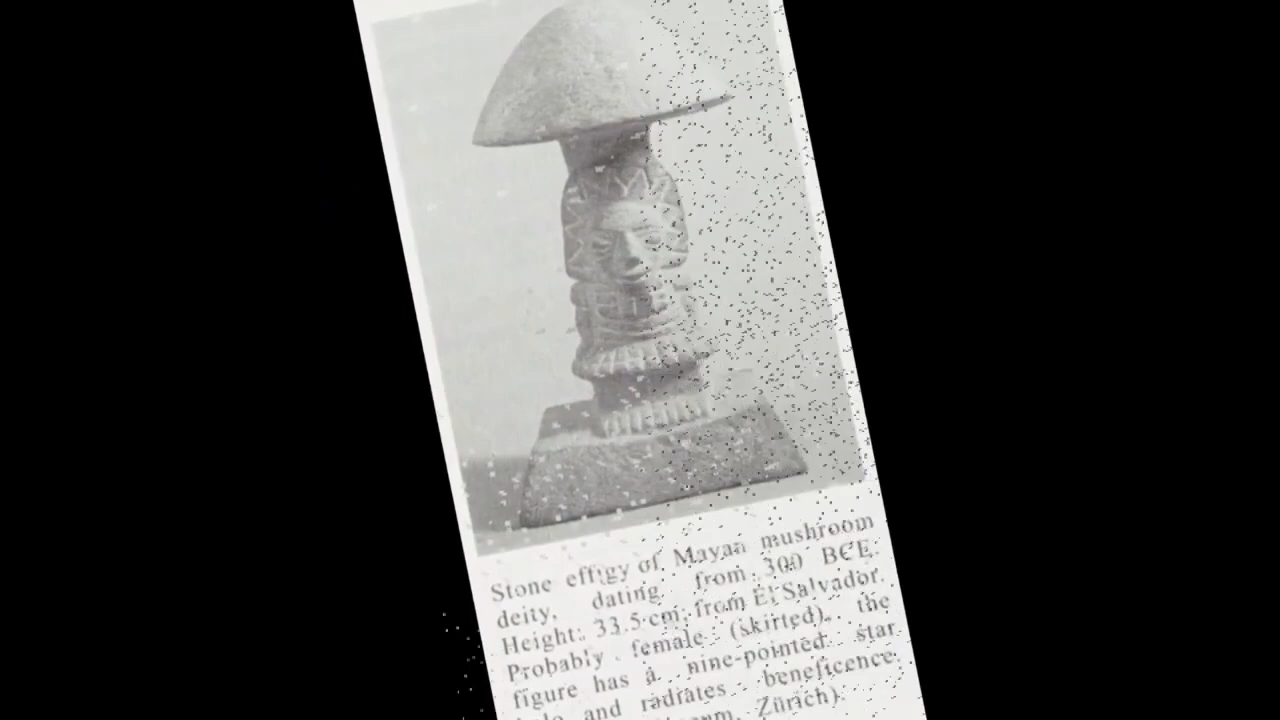 Stone effigy of Mayan mushroom
deity, dating from 300 BCE.
Height: 33.5 cm, from El Salvador.
Probably female (skirted), the
figure has a nine-pointed star
and radiates beneficence
Zürich).